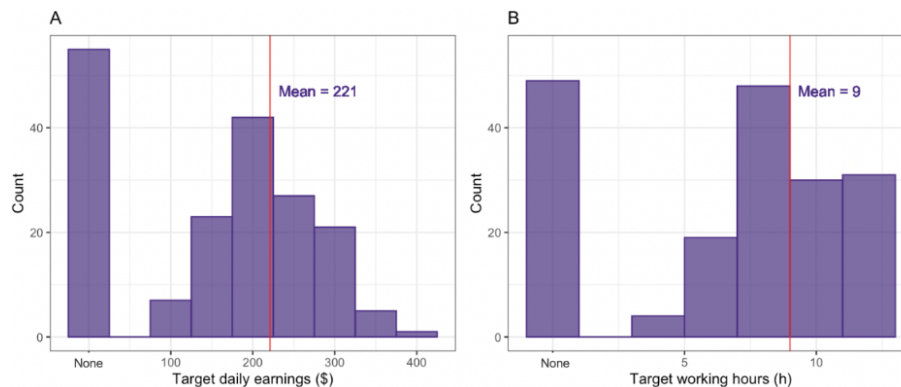 A
Mean = 221
Count
40
20
0
None
100
200
300
400
Target daily earnings ($)
B
Mean = 9
Count
40
20
0
None
5
10
Target working hours (h)